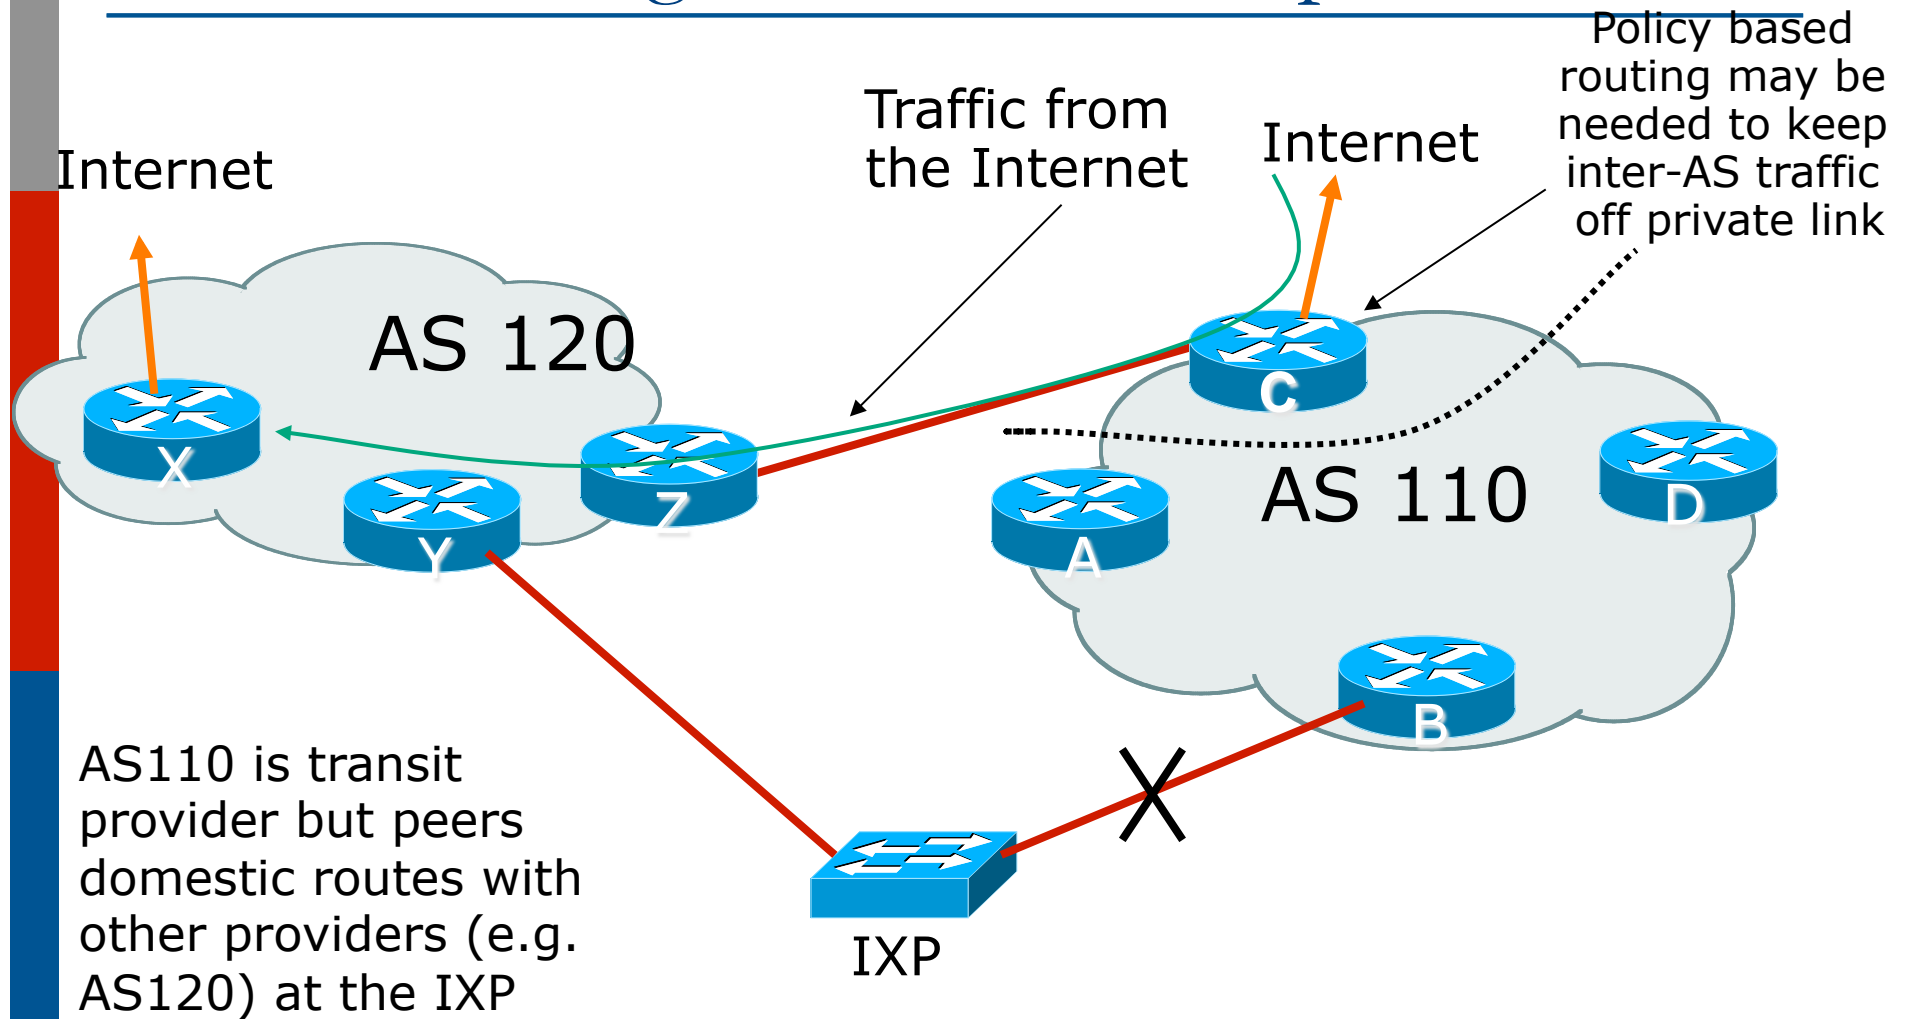 Policy based
routing may be
needed to keep
inter-AS traffic
off private link
Traffic from
the Internet
Internet
Internet
AS 120
C
X
Z
Y
A
AS 110
D
B
AS110 is transit
provider but peers
domestic routes with
other providers (e.g.
AS120) at the IXP
IXP